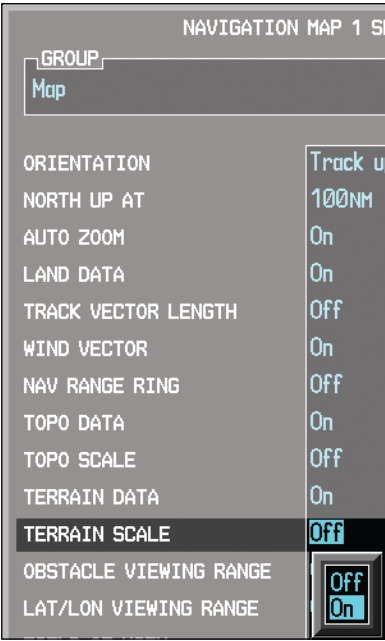 NAVIGATION MAP 1
GROUP
Map
ORIENTATION Track
NORTH UP AT 100NM
AUTO ZOOM On
LAND DATA On
TRACK VECTOR LENGTH Off
WIND VECTOR On
NAV RANGE RING Off
TOPO DATA On
TOPO SCALE Off
TERRAIN DATA On
TERRAIN SCALE Off
OBSTACLE VIEWING RANGE
Off
LAT/LON VIEWING RANGE
On